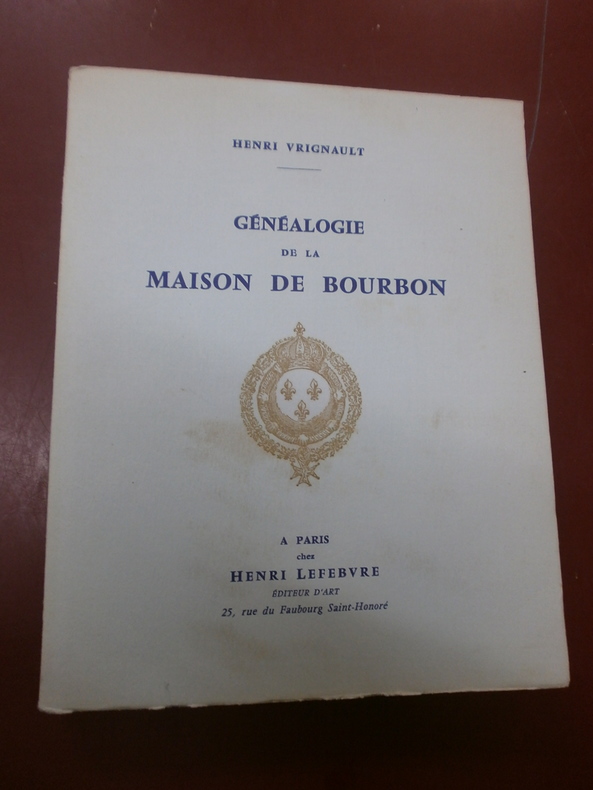 HENRI VRIGNAULT
GÉNÉALOGIE
DE LA
MAISON DE BOURBON
A PARIS
chez
HENRI LEFEBVRE
ÉDITEUR D'ART
25, rue du Faubourg Saint-Honoré